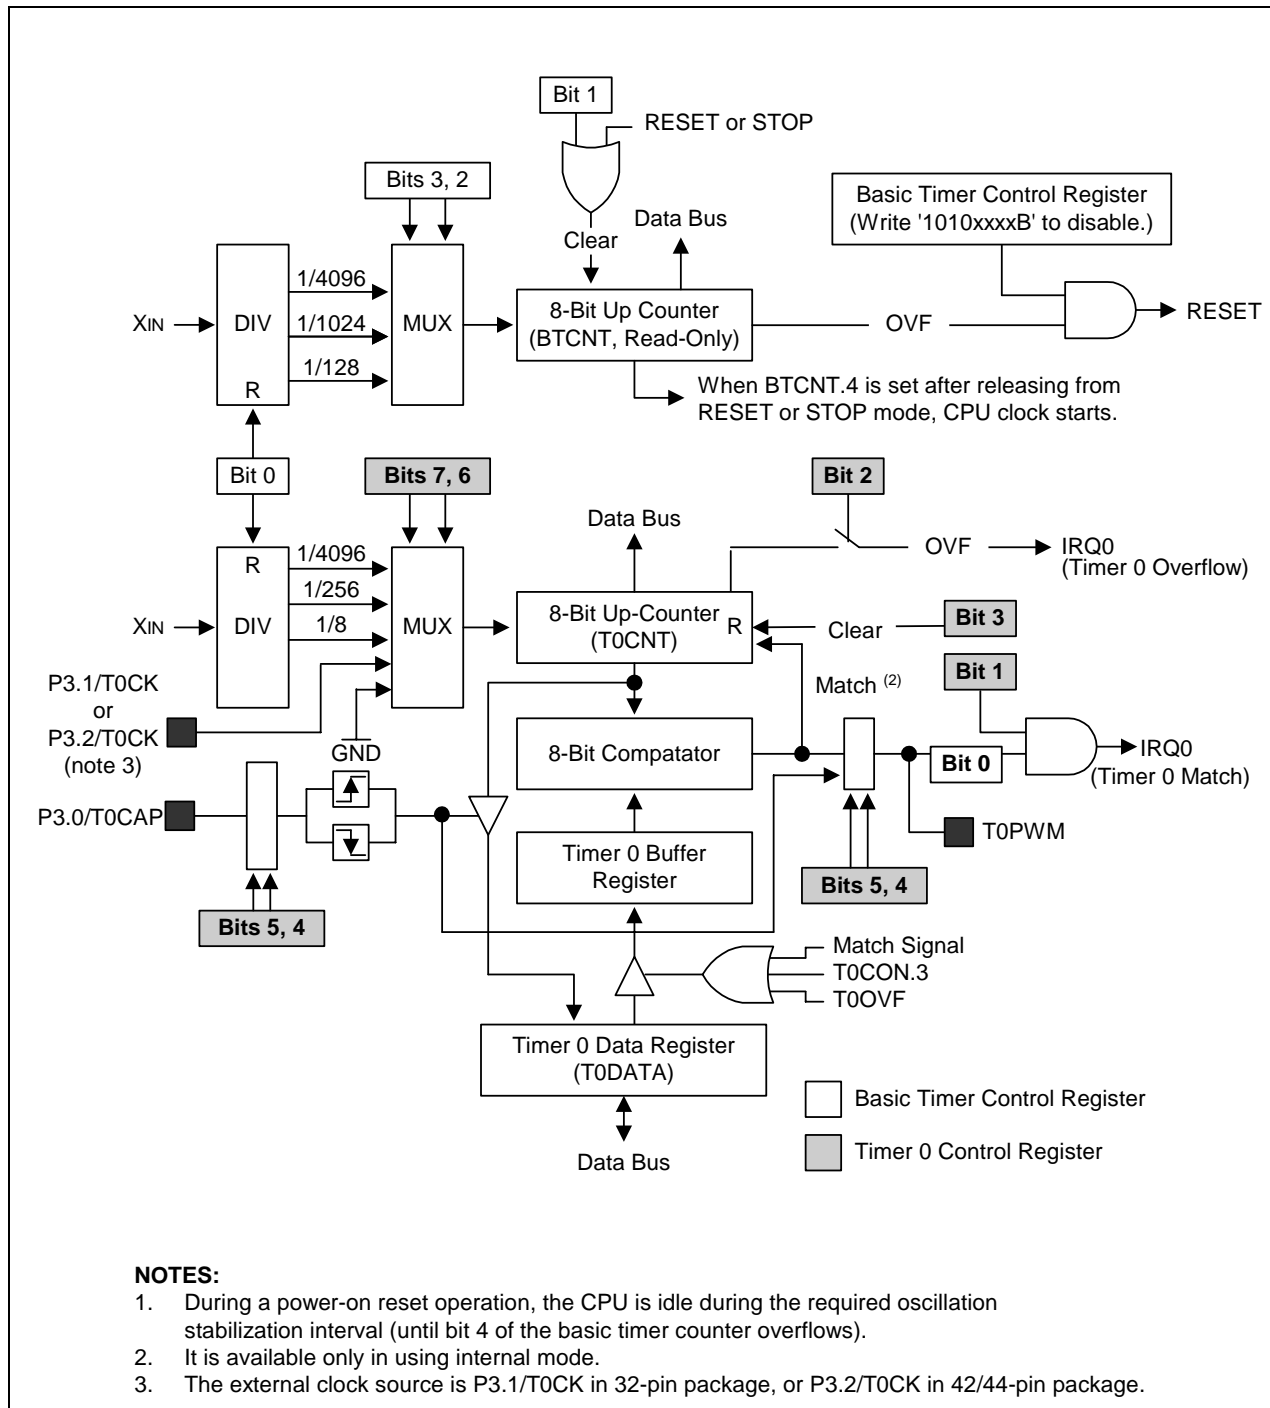 Bit 1
RESET or STOP
Bits 3, 2
Basic Timer Control Register
(Write '1010xxxxB' to disable.)
Data Bus
Clear
1/4096
XIN
DIV
1/1024
MUX
8-Bit Up Counter
(BTCNT, Read-Only)
OVF
RESET
1/128
R
When BTCNT.4 is set after releasing from
RESET or STOP mode, CPU clock starts.
Bit 0
Bits 7, 6
Bit 2
Data Bus
R
1/4096
OVF
IRQ0
(Timer 0 Overflow)
1/256
XIN
DIV
1/8
MUX
8-Bit Up-Counter
(T0CNT)
R
Clear
Bit 3
P3.1/T0CK
or
P3.2/T0CK
(note 3)
GND
Match (2)
Bit 1
8-Bit Compatator
Bit 0
IRQ0
(Timer 0 Match)
P3.0/T0CAP
T0PWM
Timer 0 Buffer
Register
Bits 5, 4
Bits 5, 4
Match Signal
T0CON.3
T0OVF
Timer 0 Data Register
(T0DATA)
Data Bus
Basic Timer Control Register
Timer 0 Control Register
NOTES:
1. During a power-on reset operation, the CPU is idle during the required oscillation
stabilization interval (until bit 4 of the basic timer counter overflows).
2. It is available only in using internal mode.
3. The external clock source is P3.1/T0CK in 32-pin package, or P3.2/T0CK in 42/44-pin package.